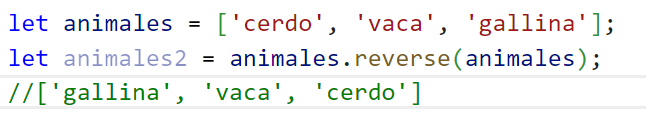 let animales = ['cerdo', 'vaca', 'gallina'];
let animales2 = animales.reverse(animales);
//['gallina', 'vaca', 'cerdo']